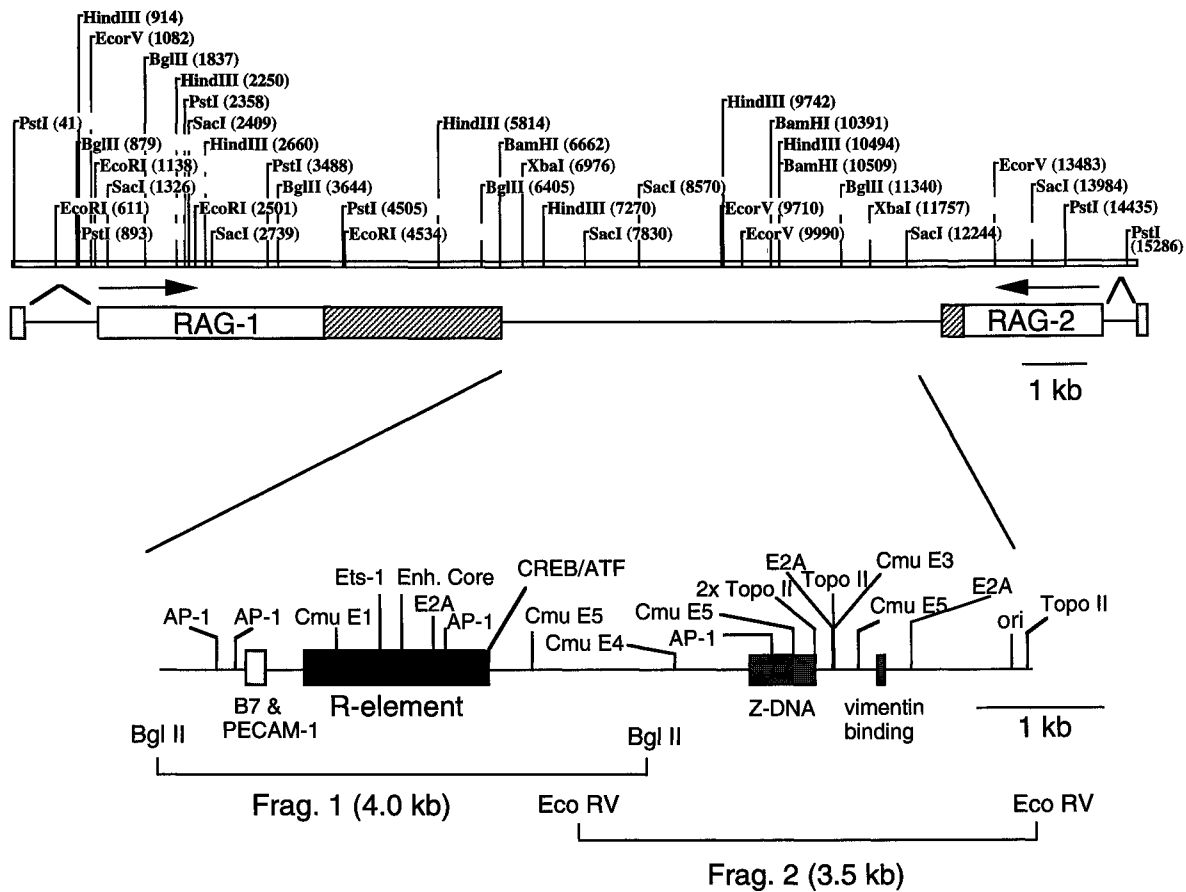 HindIII (914)
EcorV (1082)
BglII (1837)
HindIII (2250)
PstI (2358)
HindIII (9742)
PstI (41)
SacI (2409)
HindIII (5814)
BamHI (10391)
BglII (879)
HindIII (2660)
BamHI (6662)
HindIII (10494)
EcoRI (1138)
PstI (3488)
XbaI (6976)
BamHI (10509)
EcorV (13483)
SacI (1326)
BglII (3644)
BglII (6405)
SacI (8570)
BglII (11340)
SacI (13984)
EcoRI (611)
EcoRI (2501)
PstI (4505)
HindIII (7270)
EcorV (9710)
XbaI (11757)
PstI (14435)
PstI (893)
SacI (2739)
EcoRI (4534)
SacI (7830)
EcorV (9990)
SacI (12244)
PstI
(15286)
RAG-1
RAG-2
1 kb
Ets-1
Enh. Core
CREB/ATF
E2A
Cmu E3
Topo II
2x Topo II
AP-1
AP-1
Cmu E1
E2A
AP-1
Cmu E5
Cmu E4
Cmu E5
AP-1
Cmu E5
E2A
ori
Topo II
B7 &
PECAM-1
R-element
Z-DNA
vimentin
binding
1 kb
Bgl II
Bgl II
Frag. 1 (4.0 kb)
Eco RV
Eco RV
Frag. 2 (3.5 kb)